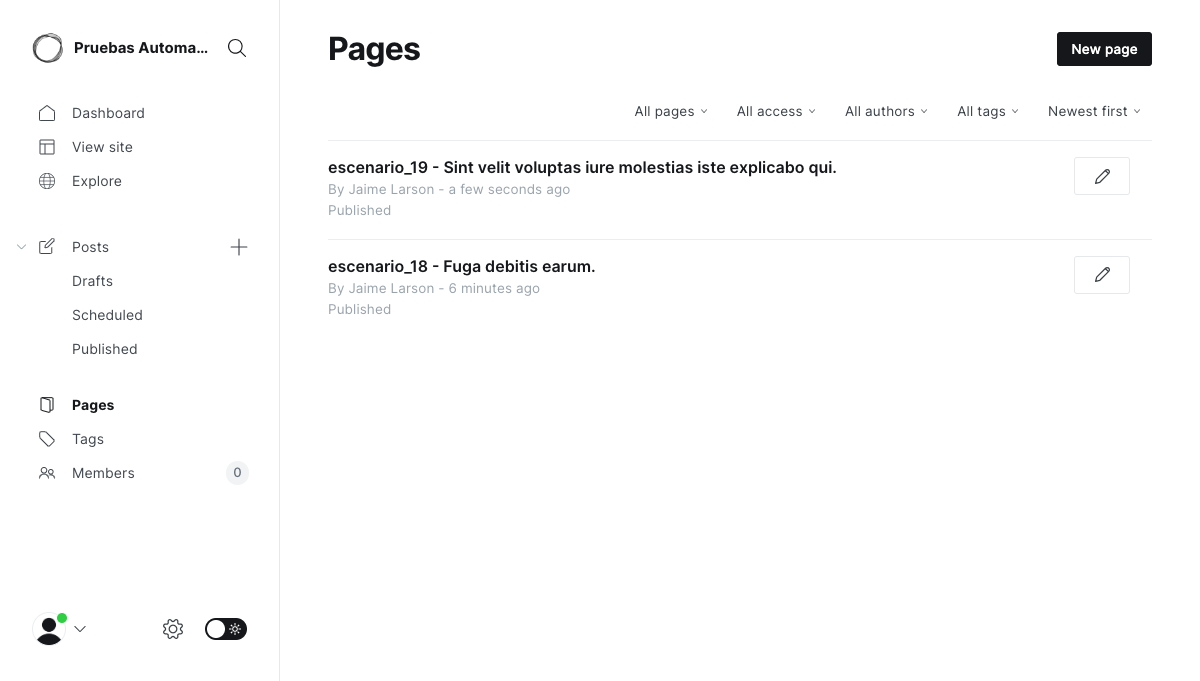 Pruebas Automa...
Dashboard
View site
Explore
Posts
Drafts
Scheduled
Published
Pages
Tags
Members 0
Pages
New page
All pages All access All authors All tags Newest first
escenario_19 - Sint velit voluptas iure molestias iste explicabo qui.
By Jaime Larson - a few seconds ago
Published
escenario_18 - Fuga debitis earum.
By Jaime Larson - 6 minutes ago
Published